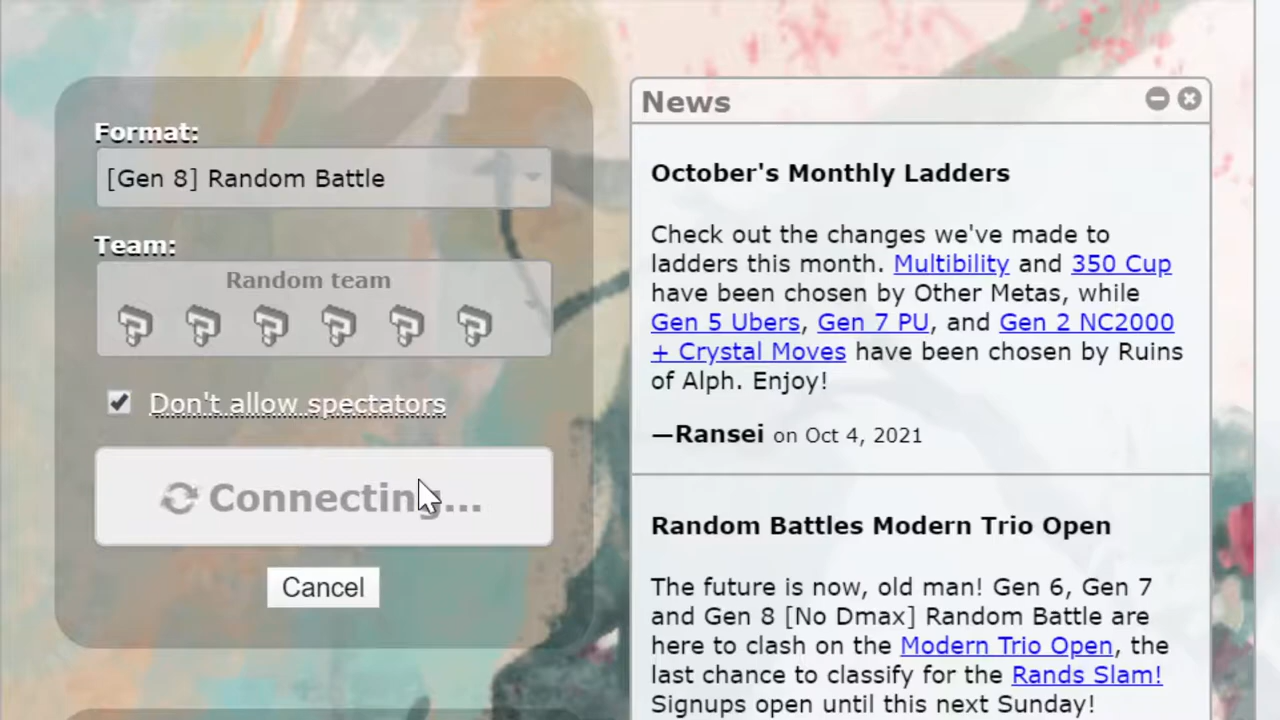 Format:
[Gen 8] Random Battle
Team:
Random team
Don't allow spectators
Connecting...
Cancel
News
October's Monthly Ladders
Check out the changes we've made to
ladders this month. Multibility and 350 Cup
have been chosen by Other Metas, while
Gen 5 Ubers, Gen 7 PU, and Gen 2 NC2000
+ Crystal Moves have been chosen by Ruins
of Alph. Enjoy!
—Ransei on Oct 4, 2021
Random Battles Modern Trio Open
The future is now, old man! Gen 6, Gen 7
and Gen 8 [No Dmax] Random Battle are
here to clash on the Modern Trio Open, the
last chance to classify for the Rands Slam!
Signups open until this next Sunday!